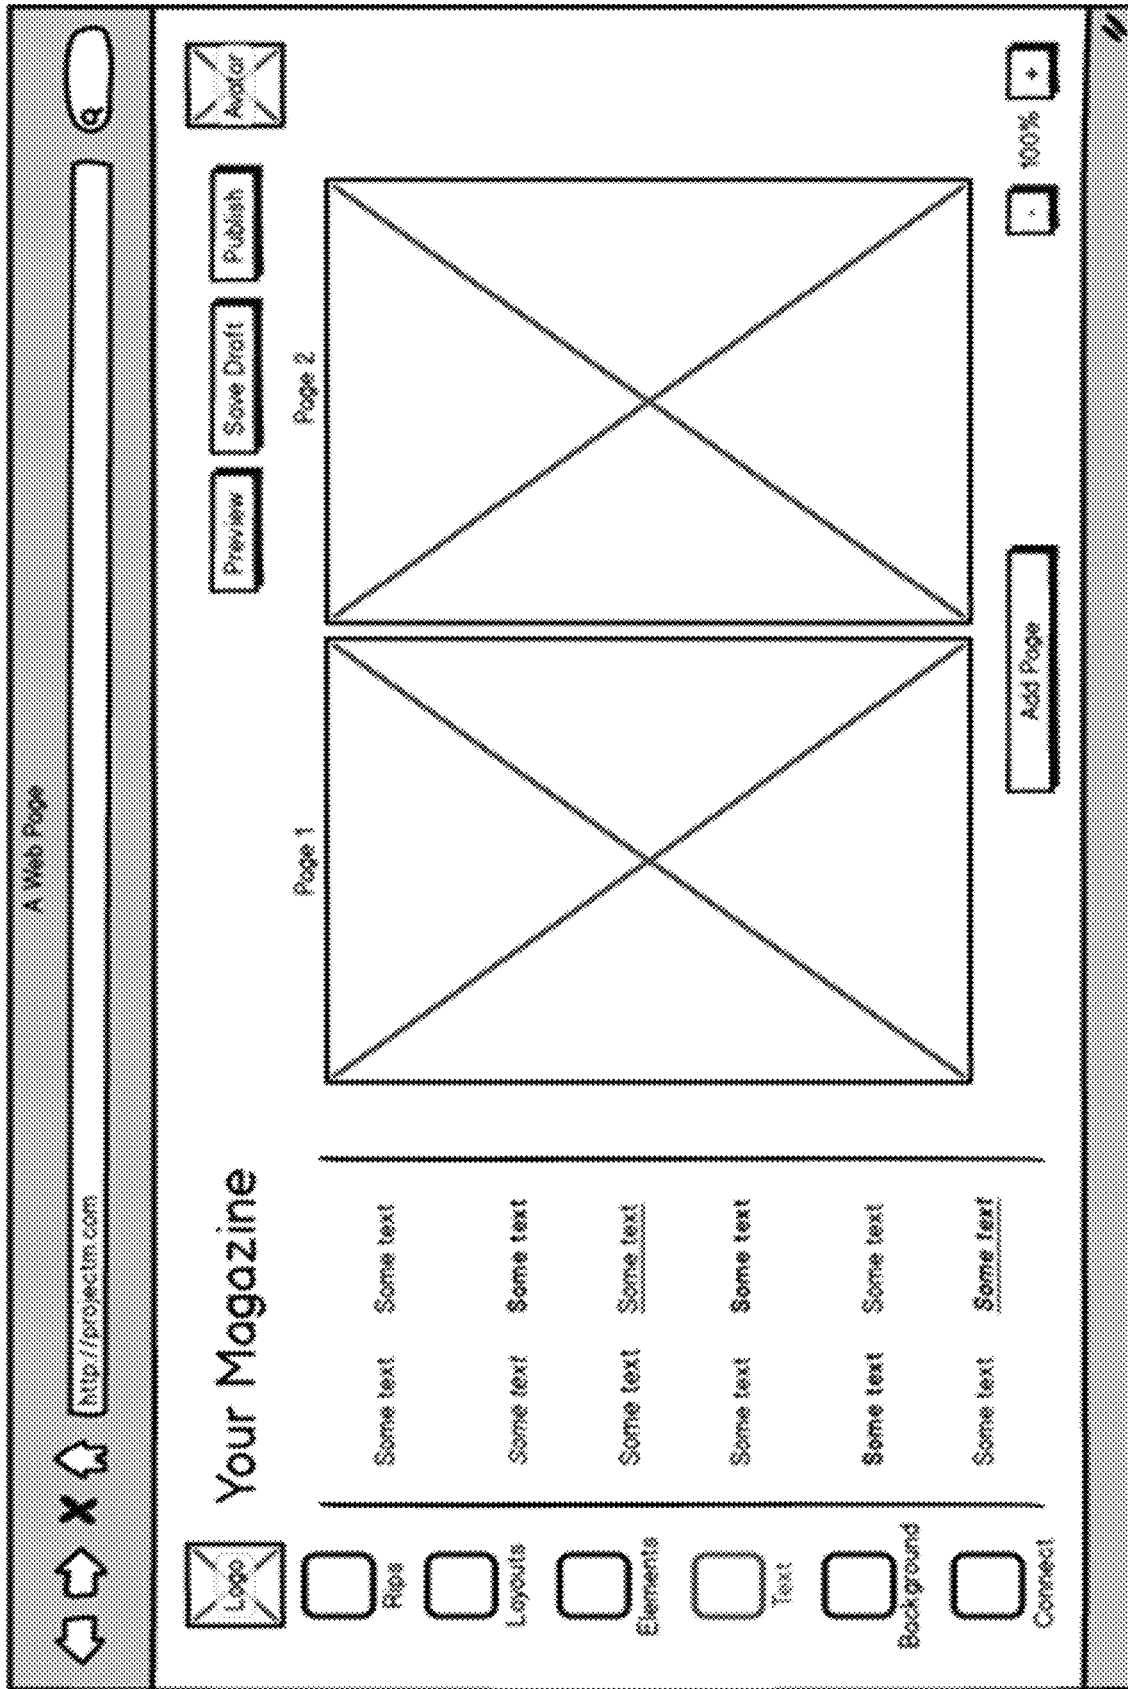 A Web Page
http://projectm.com
Logo
Your Magazine
Preview
Save Draft
Publish
Avatar
Page 1
Page 2
Rips
Layouts
Elements
Text
Background
Connect
Some text Some text
Some text Some text
Some text Some text
Some text Some text
Some text Some text
Some text Some text
Add Page
- 100% +